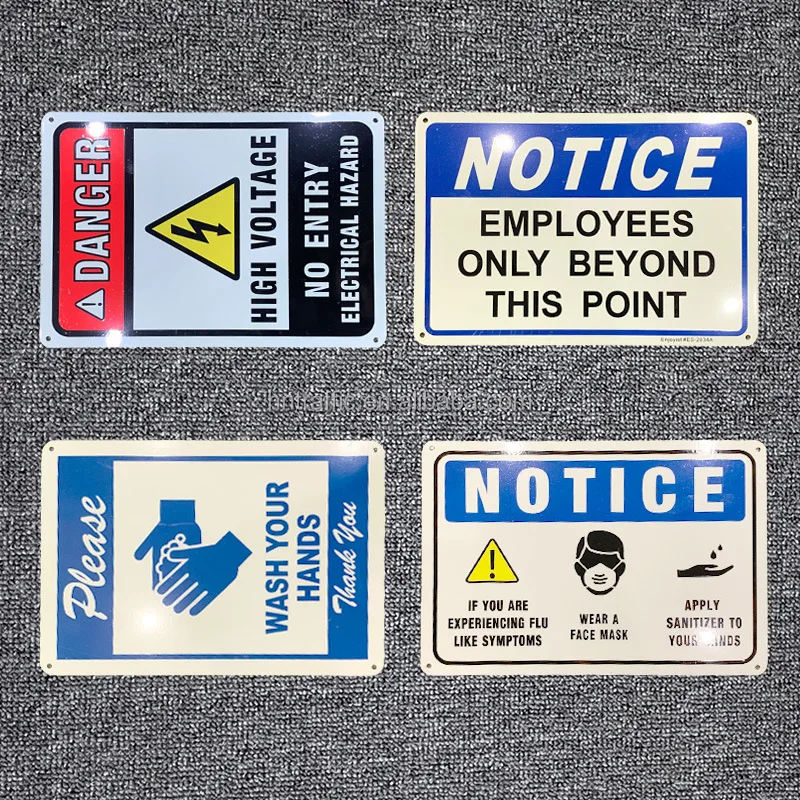 DANGER
HIGH VOLTAGE
NO ENTRY
ELECTRICAL HAZARD
NOTICE
EMPLOYEES
ONLY BEYOND
THIS POINT
Please
WASH YOUR
HANDS
Thank You
NOTICE
IF YOU ARE
EXPERIENCING FLU
LIKE SYMPTOMS
WEAR A
FACE MASK
APPLY
SANITIZER TO
YOUR HANDS